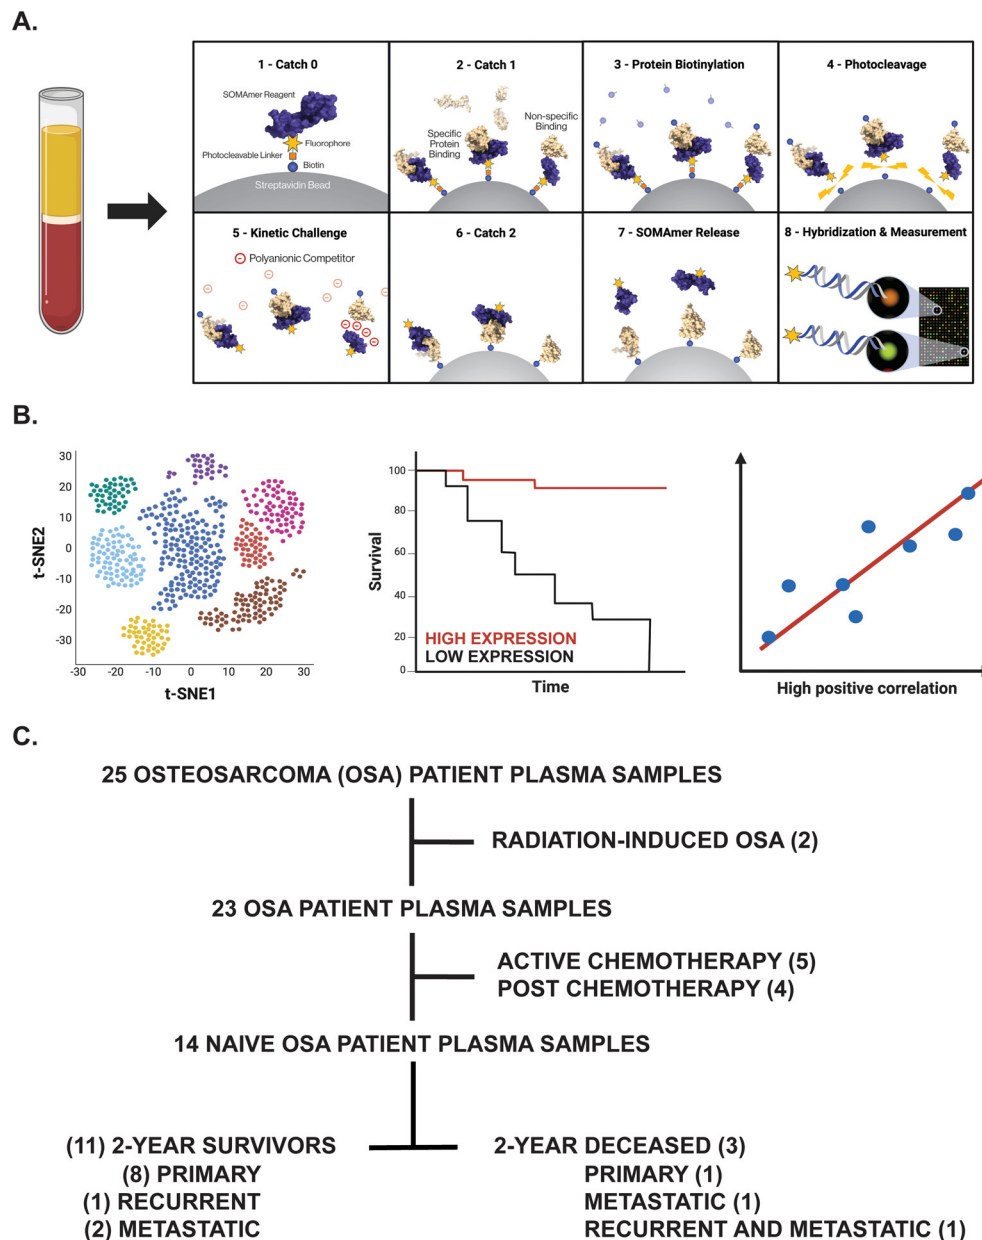 A.
1 - Catch 0
SOMAmer Reagent
Fluorophore
Photocleavable Linker
Biotin
Streptavidin Bead
2 - Catch 1
Specific
Protein
Binding
Non-specific
Binding
3 - Protein Biotinylation
4 - Photocleavage
5 - Kinetic Challenge
Polyanionic Competitor
6 - Catch 2
7 - SOMAmer Release
8 - Hybridization & Measurement
B.
30
20
10
0
-10
-20
-30
t-SNE2
-30 -20 -10 0 10 20 30
t-SNE1
100
80
60
40
20
0
Survival
HIGH EXPRESSION
LOW EXPRESSION
Time
High positive correlation
C.
25 OSTEOSARCOMA (OSA) PATIENT PLASMA SAMPLES
RADIATION-INDUCED OSA (2)
23 OSA PATIENT PLASMA SAMPLES
ACTIVE CHEMOTHERAPY (5)
POST CHEMOTHERAPY (4)
14 NAIVE OSA PATIENT PLASMA SAMPLES
(11) 2-YEAR SURVIVORS
(8) PRIMARY
(1) RECURRENT
(2) METASTATIC
2-YEAR DECEASED (3)
PRIMARY (1)
METASTATIC (1)
RECURRENT AND METASTATIC (1)